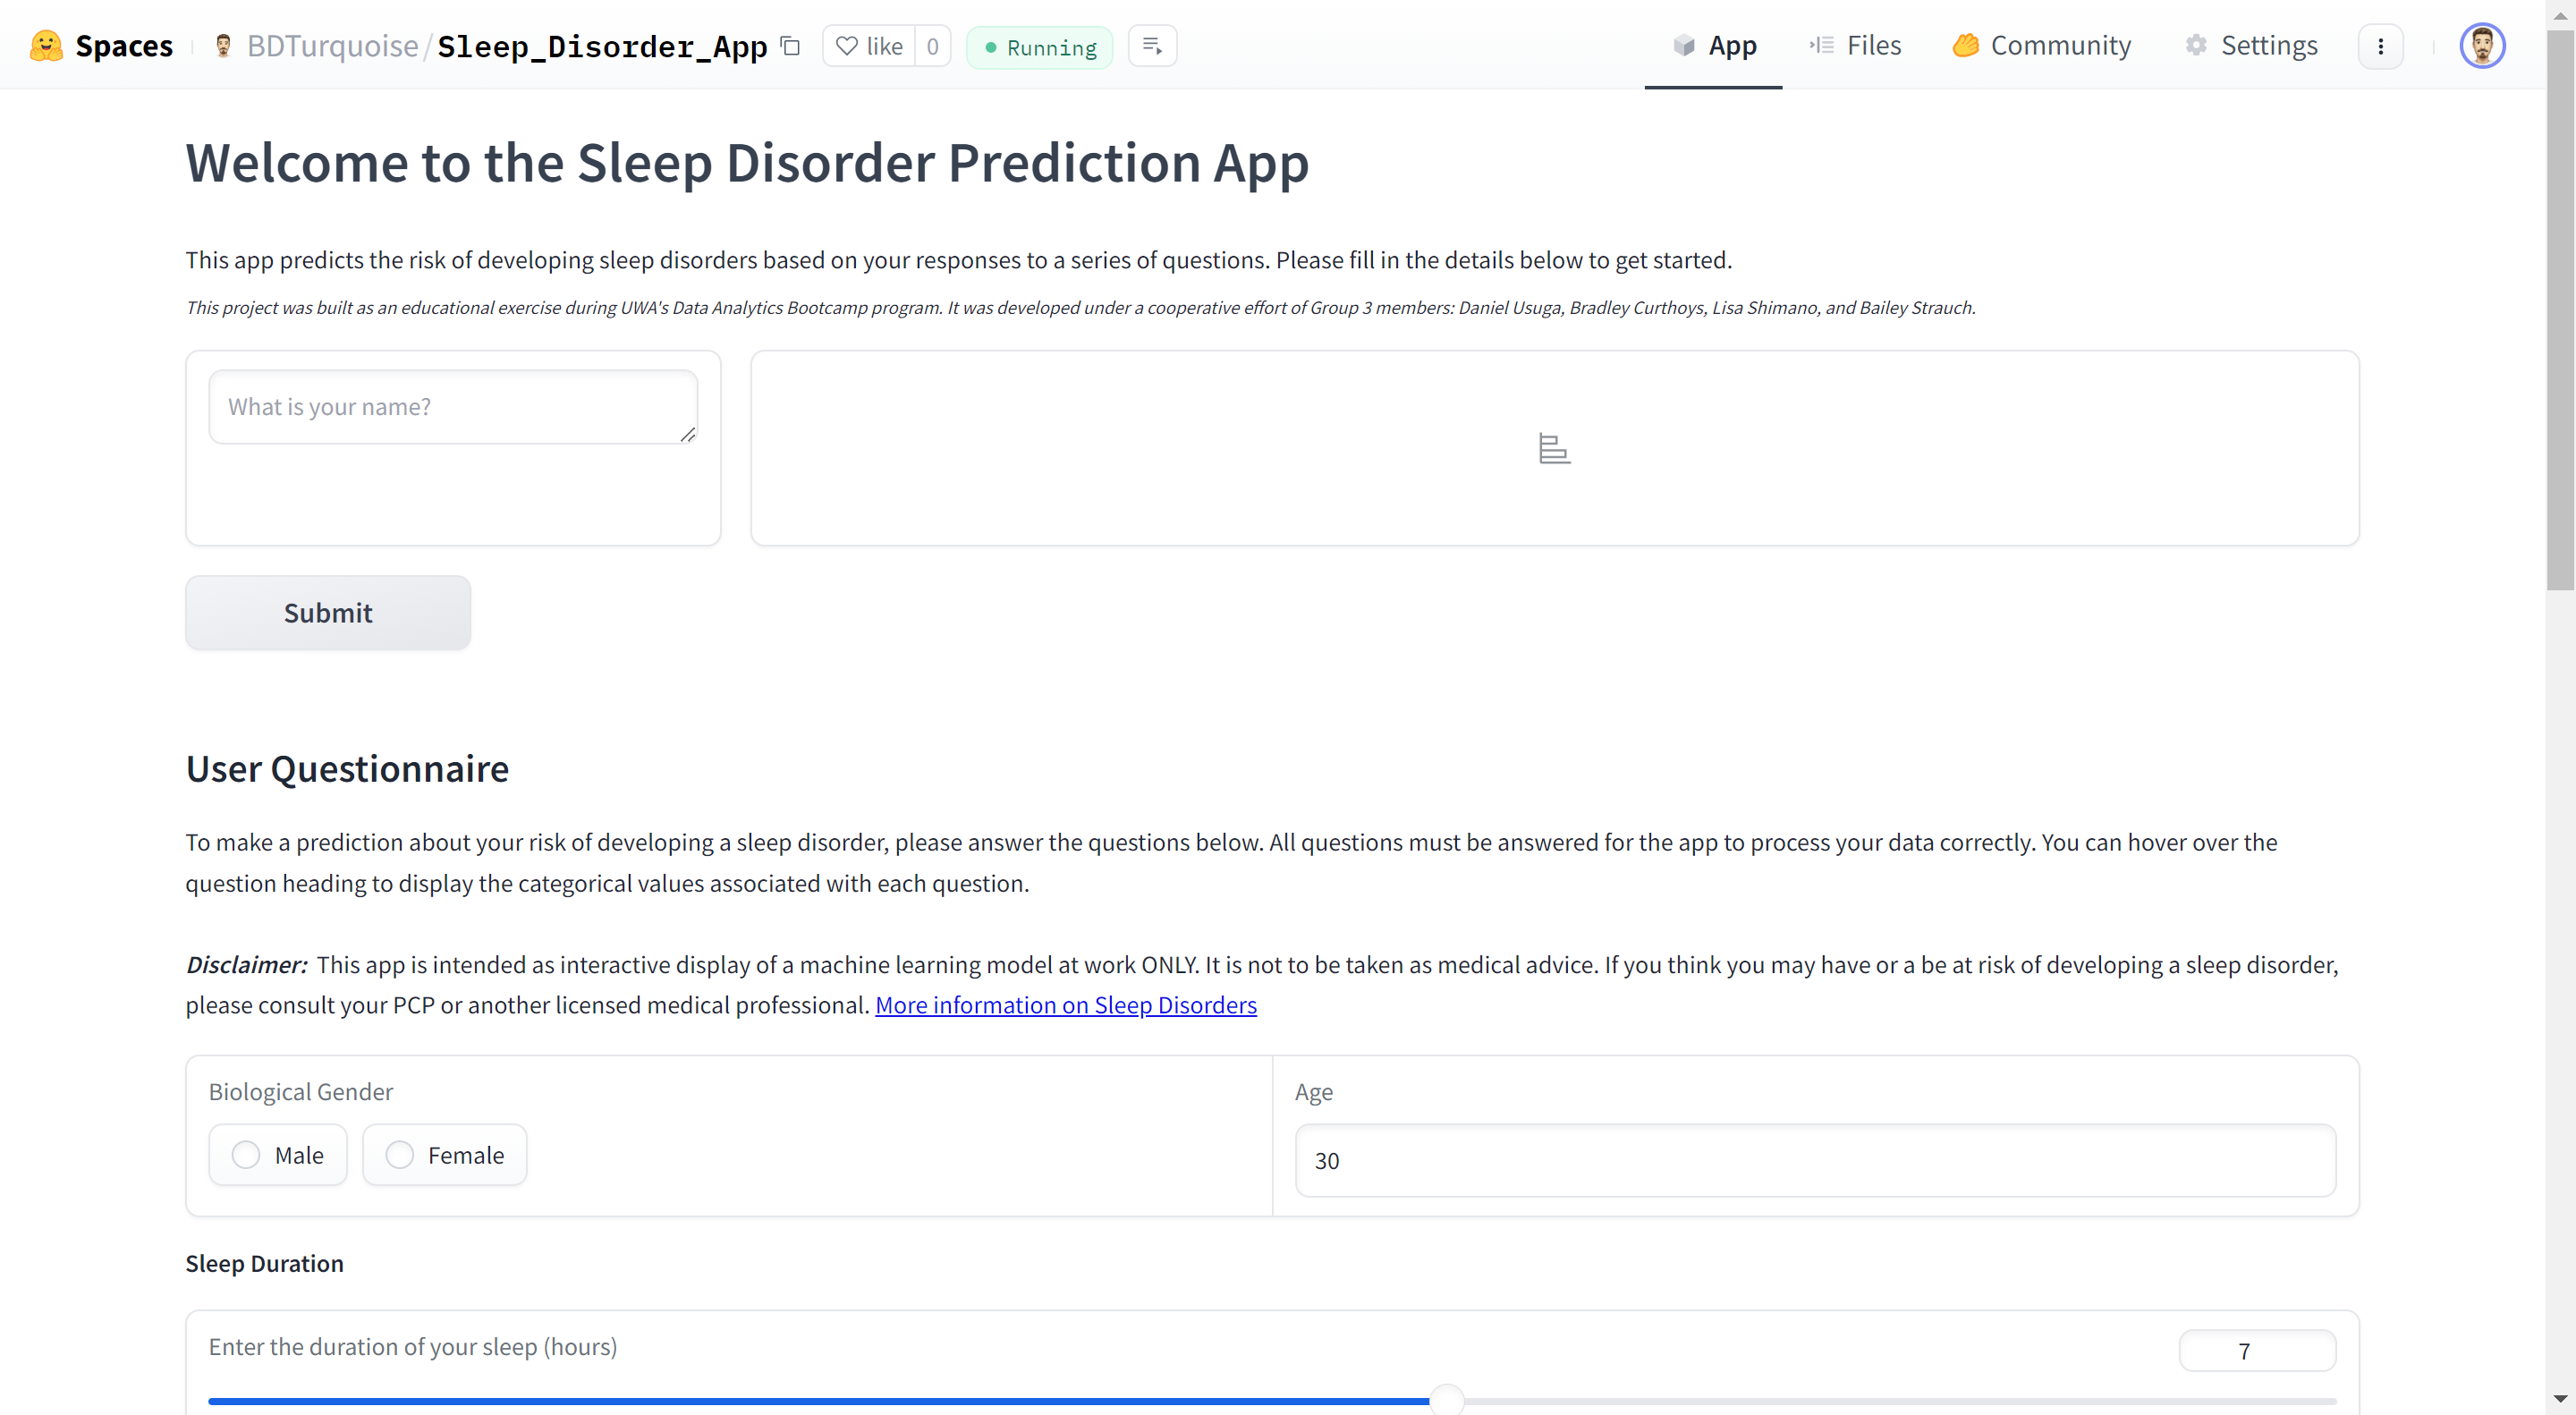 Spaces BDTurquoise/Sleep_Disorder_App like 0 Running App Files Community Settings
Welcome to the Sleep Disorder Prediction App
This app predicts the risk of developing sleep disorders based on your responses to a series of questions. Please fill in the details below to get started.
This project was built as an educational exercise during UWA's Data Analytics Bootcamp program. It was developed under a cooperative effort of Group 3 members: Daniel Usuga, Bradley Curthoys, Lisa Shimano, and Bailey Strauch.
What is your name?
Submit
User Questionnaire
To make a prediction about your risk of developing a sleep disorder, please answer the questions below. All questions must be answered for the app to process your data correctly. You can hover over the
question heading to display the categorical values associated with each question.
Disclaimer: This app is intended as interactive display of a machine learning model at work ONLY. It is not to be taken as medical advice. If you think you may have or a be at risk of developing a sleep disorder,
please consult your PCP or another licensed medical professional. More information on Sleep Disorders
Biological Gender
Male Female
Age
30
Sleep Duration
Enter the duration of your sleep (hours) 7